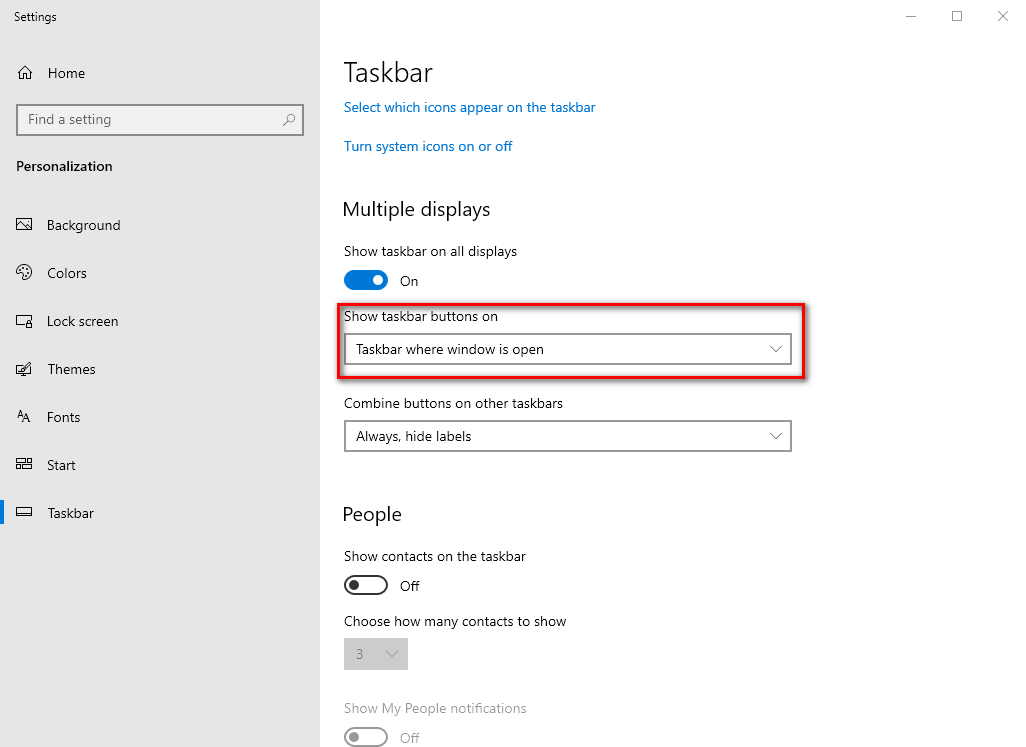 Settings
Home
Find a setting
Personalization
Background
Colors
Lock screen
Themes
Fonts
Start
Taskbar
Taskbar
Select which icons appear on the taskbar
Turn system icons on or off
Multiple displays
Show taskbar on all displays
On
Show taskbar buttons on
Taskbar where window is open
Combine buttons on other taskbars
Always, hide labels
People
Show contacts on the taskbar
Off
Choose how many contacts to show
3
Show My People notifications
Off